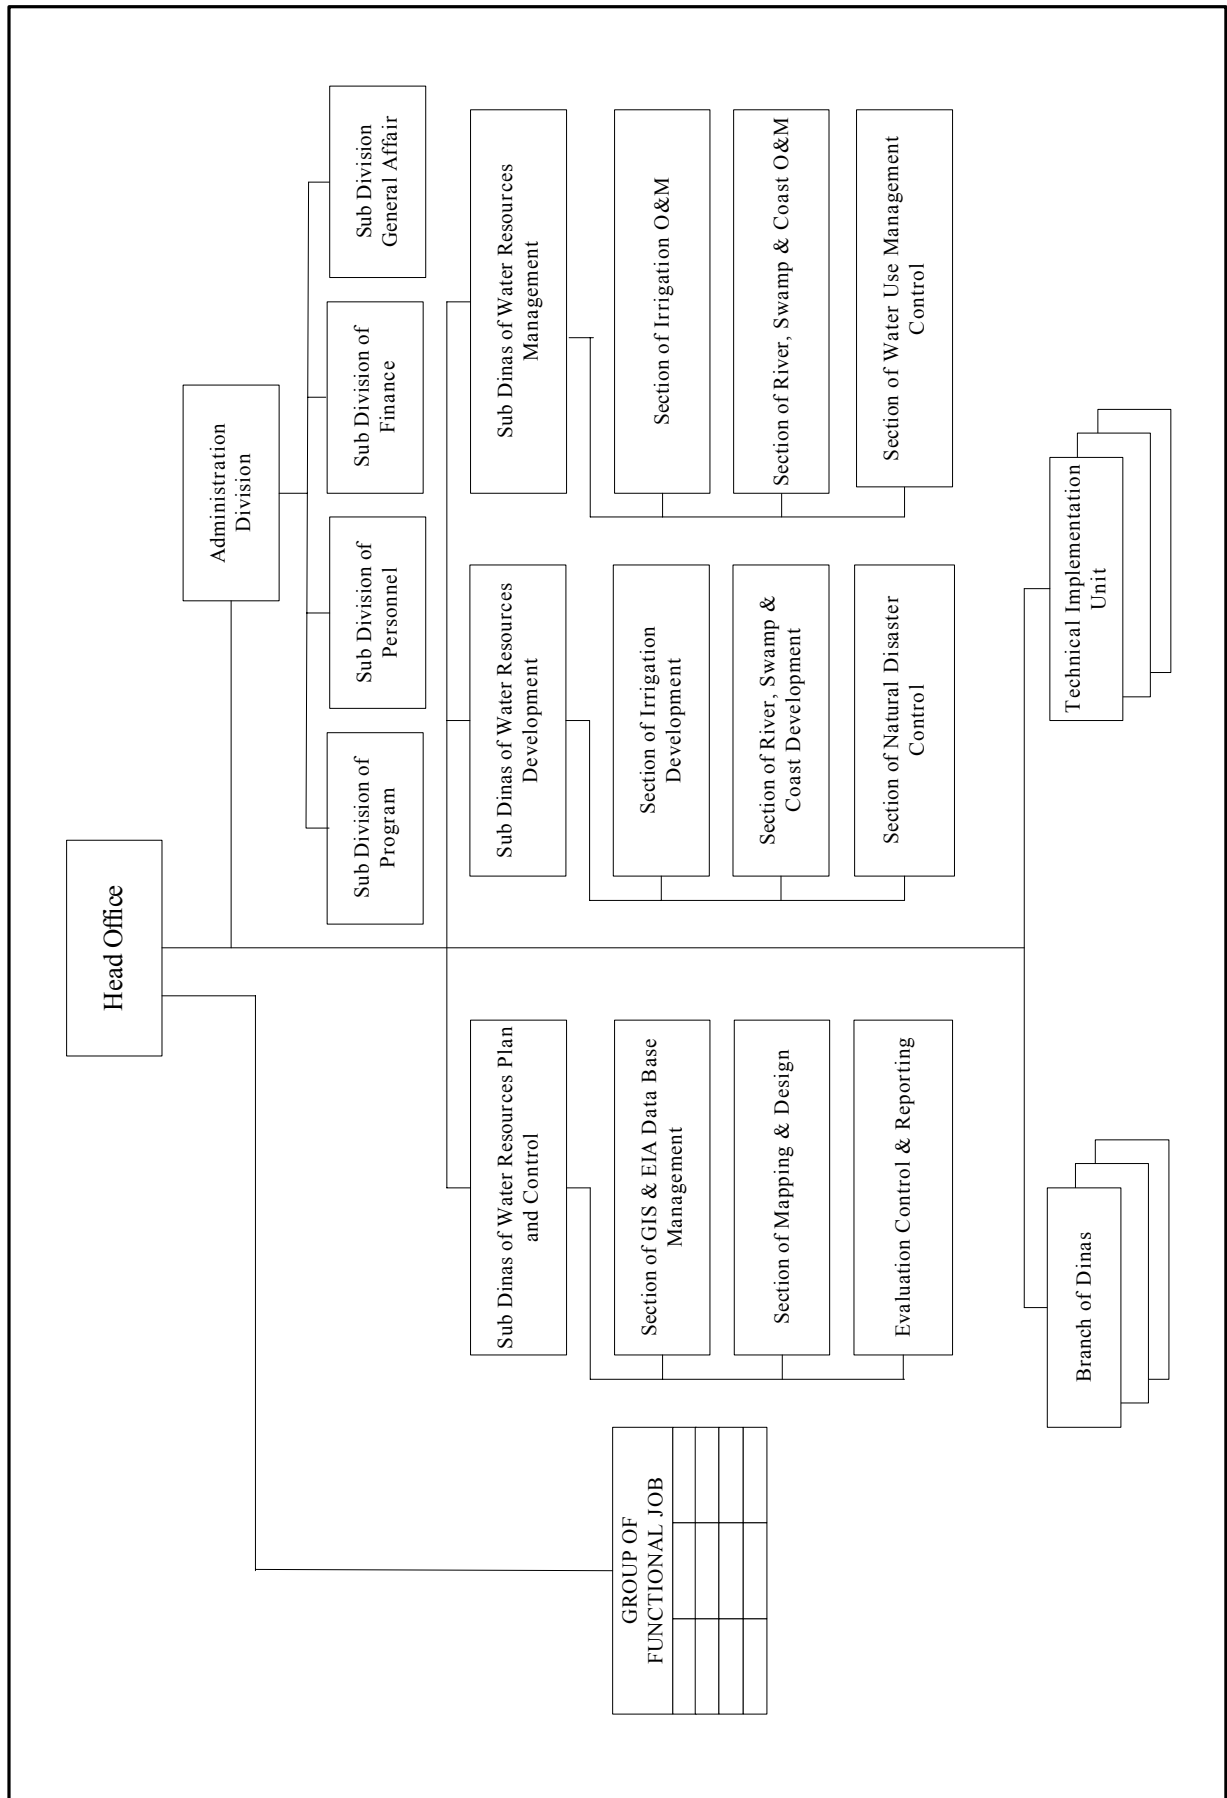 Head Office
Administration
Division
Sub Division of
Program
Sub Division of
Personnel
Sub Division of
Finance
Sub Division
General Affair
Sub Dinas of Water Resources Plan
and Control
Sub Dinas of Water Resources
Development
Sub Dinas of Water Resources
Management
GROUP OF
FUNCTIONAL JOB
Section of GIS & EIA Data Base
Management
Section of Irrigation
Development
Section of Irrigation O&M
Section of Mapping & Design
Section of River, Swamp &
Coast Development
Section of River, Swamp & Coast O&M
Evaluation Control & Reporting
Section of Natural Disaster
Control
Section of Water Use Management
Control
Branch of Dinas
Technical Implementation
Unit